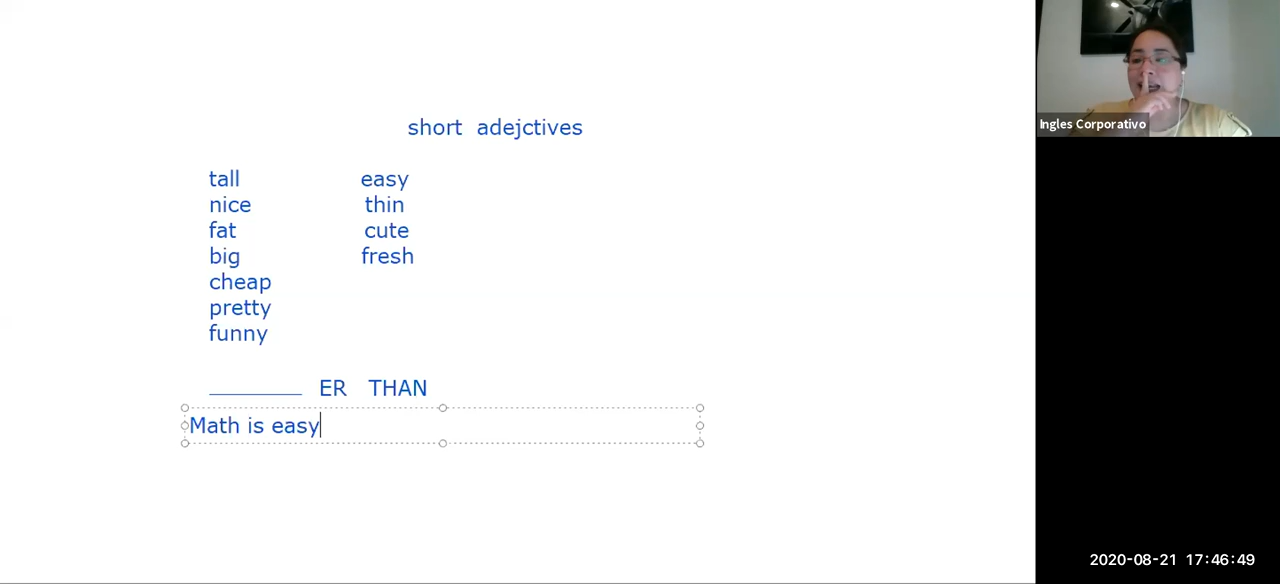 short adejctives
tall easy
nice thin
fat cute
big fresh
cheap
pretty
funny
ER THAN
Math is easy
Ingles Corporativo
2020-08-21 17:46:49